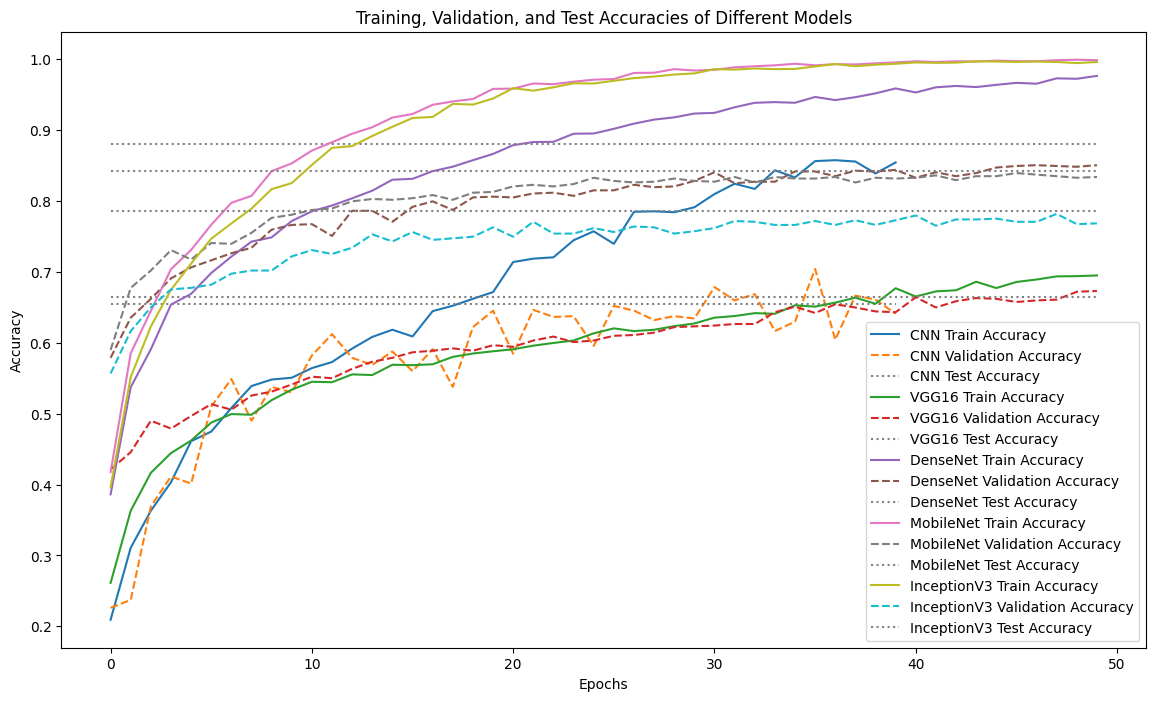 Training, Validation, and Test Accuracies of Different Models
Accuracy
1.0
0.9
0.8
0.7
0.6
0.5
0.4
0.3
0.2
CNN Train Accuracy
CNN Validation Accuracy
CNN Test Accuracy
VGG16 Train Accuracy
VGG16 Validation Accuracy
VGG16 Test Accuracy
DenseNet Train Accuracy
DenseNet Validation Accuracy
DenseNet Test Accuracy
MobileNet Train Accuracy
MobileNet Validation Accuracy
MobileNet Test Accuracy
InceptionV3 Train Accuracy
InceptionV3 Validation Accuracy
InceptionV3 Test Accuracy
0 10 20 30 40 50
Epochs